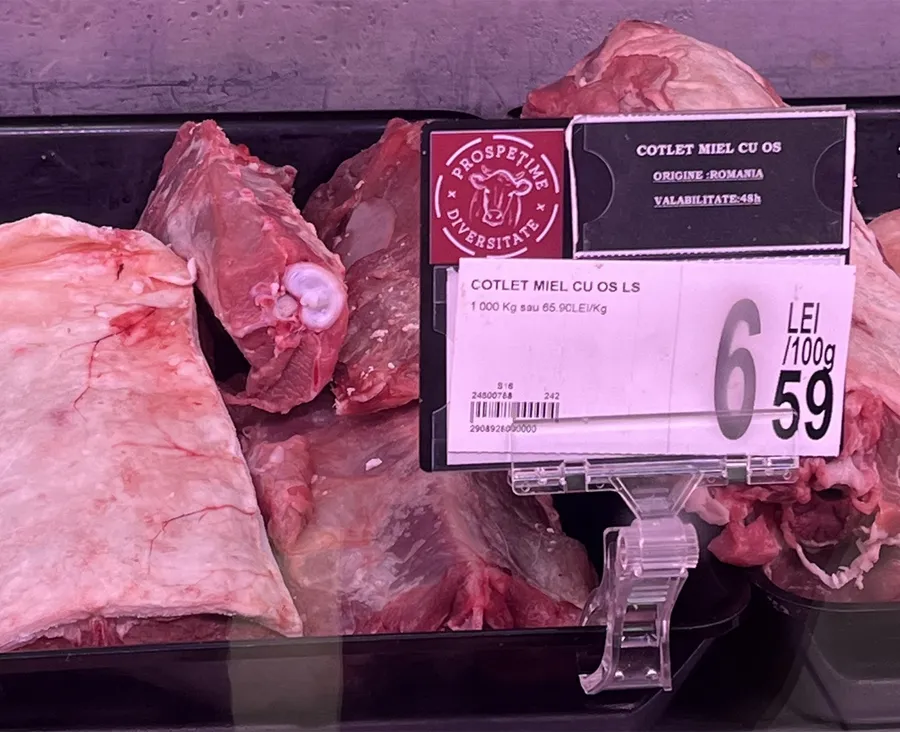 PROSPETIME
DIVERSITATE
COTLET MIEL CU OS
ORIGINE :ROMANIA
VALABILITATE:48h
COTLET MIEL CU OS LS
1 000 Kg sau 65.90LEI/Kg
6 59
LEI
/100g
S16
24600788 242
2908928000000